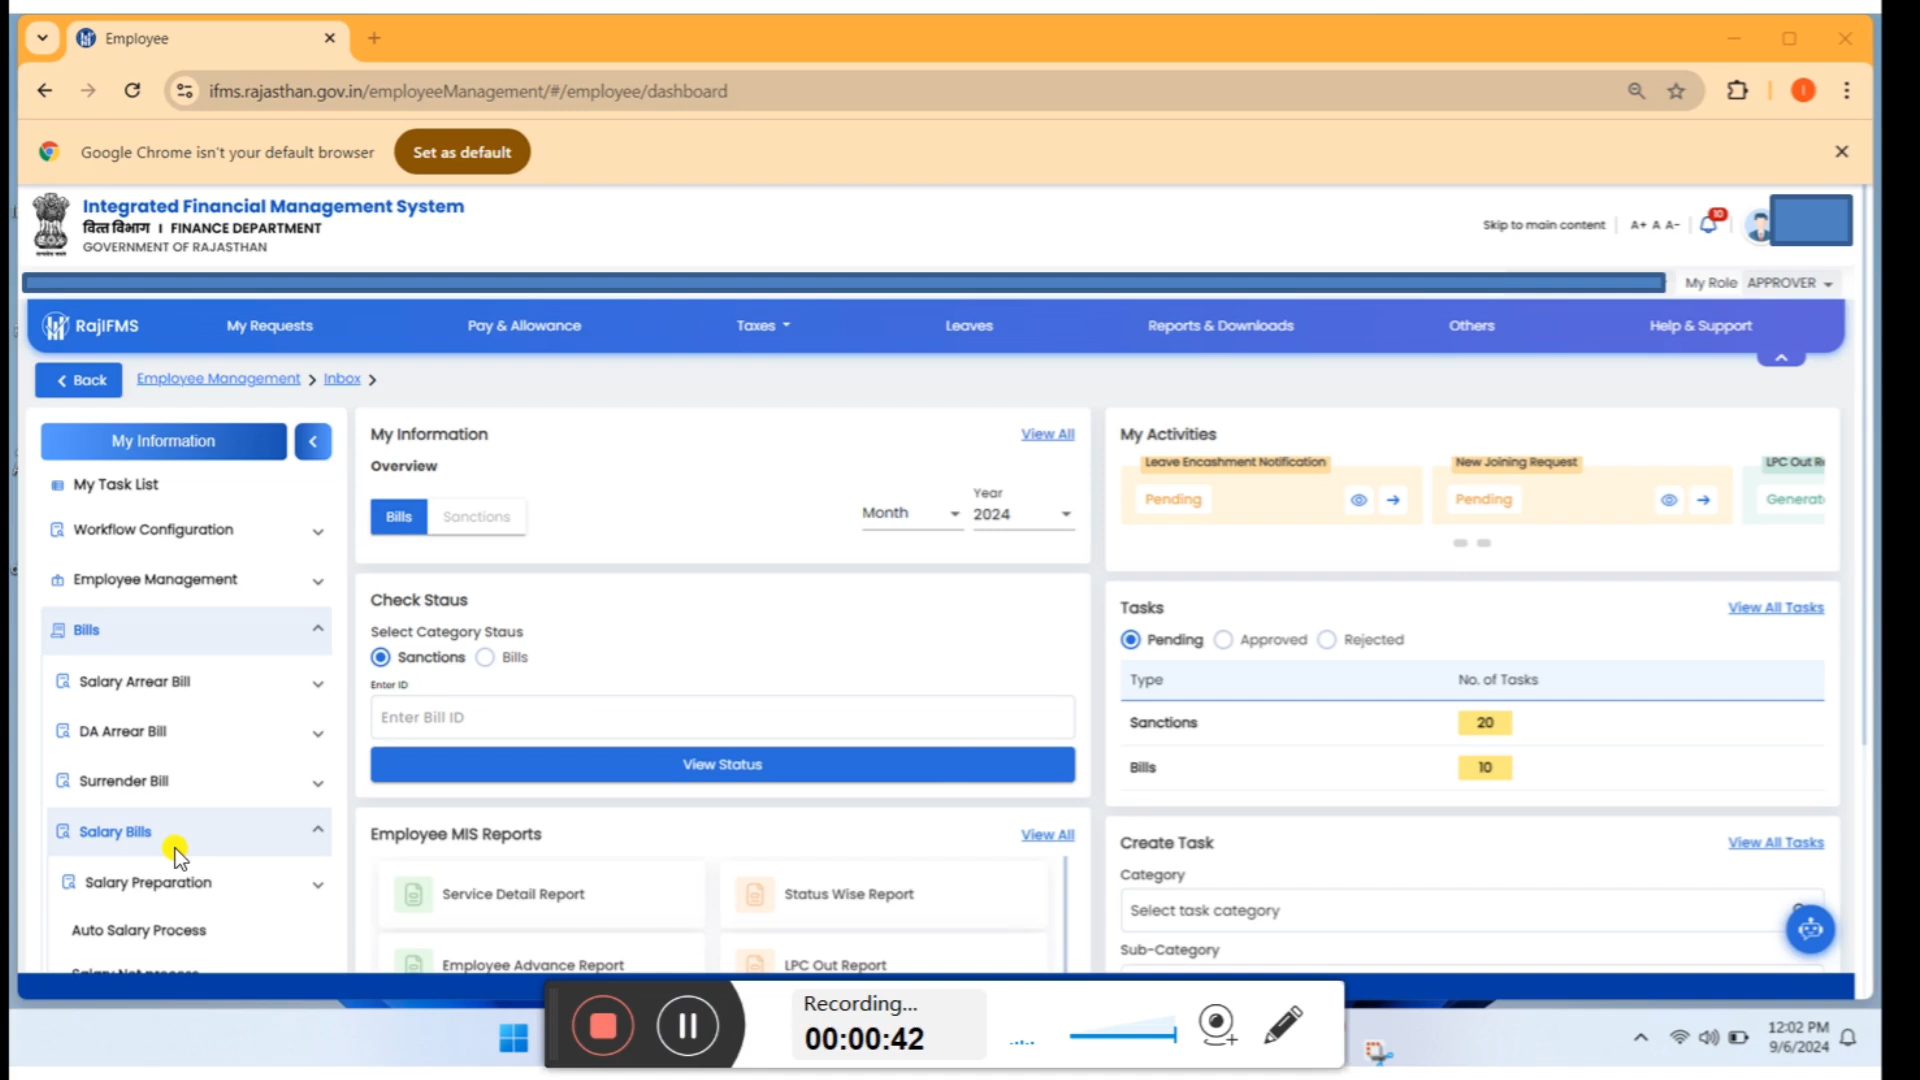 Employee
ifms.rajasthan.gov.in/employeeManagement/#/employee/dashboard
Google Chrome isn't your default browser
Set as default
Integrated Financial Management System
वित्त विभाग I FINANCE DEPARTMENT
GOVERNMENT OF RAJASTHAN
Skip to main content
A+ A A-
10
My Role APPROVER
RajIFMS
My Requests
Pay & Allowance
Taxes
Leaves
Reports & Downloads
Others
Help & Support
Back
Employee Management > Inbox >
My Information
My Task List
Workflow Configuration
Employee Management
Bills
Salary Arrear Bill
DA Arrear Bill
Surrender Bill
Salary Bills
Salary Preparation
Auto Salary Process
My Information
View All
Overview
Bills
Sanctions
Month
Year
2024
Check Staus
Select Category Staus
Sanctions
Bills
Enter ID
Enter Bill ID
View Status
Employee MIS Reports
View All
Service Detail Report
Status Wise Report
Employee Advance Report
LPC Out Report
My Activities
Leave Encashment Notification
Pending
New Joining Request
Pending
LPC Out
Tasks
View All Tasks
Pending
Approved
Rejected
Type
No. of Tasks
Sanctions
20
Bills
10
Create Task
View All Tasks
Category
Select task category
Sub-Category
Recording...
00:00:42
12:02 PM
9/6/2024